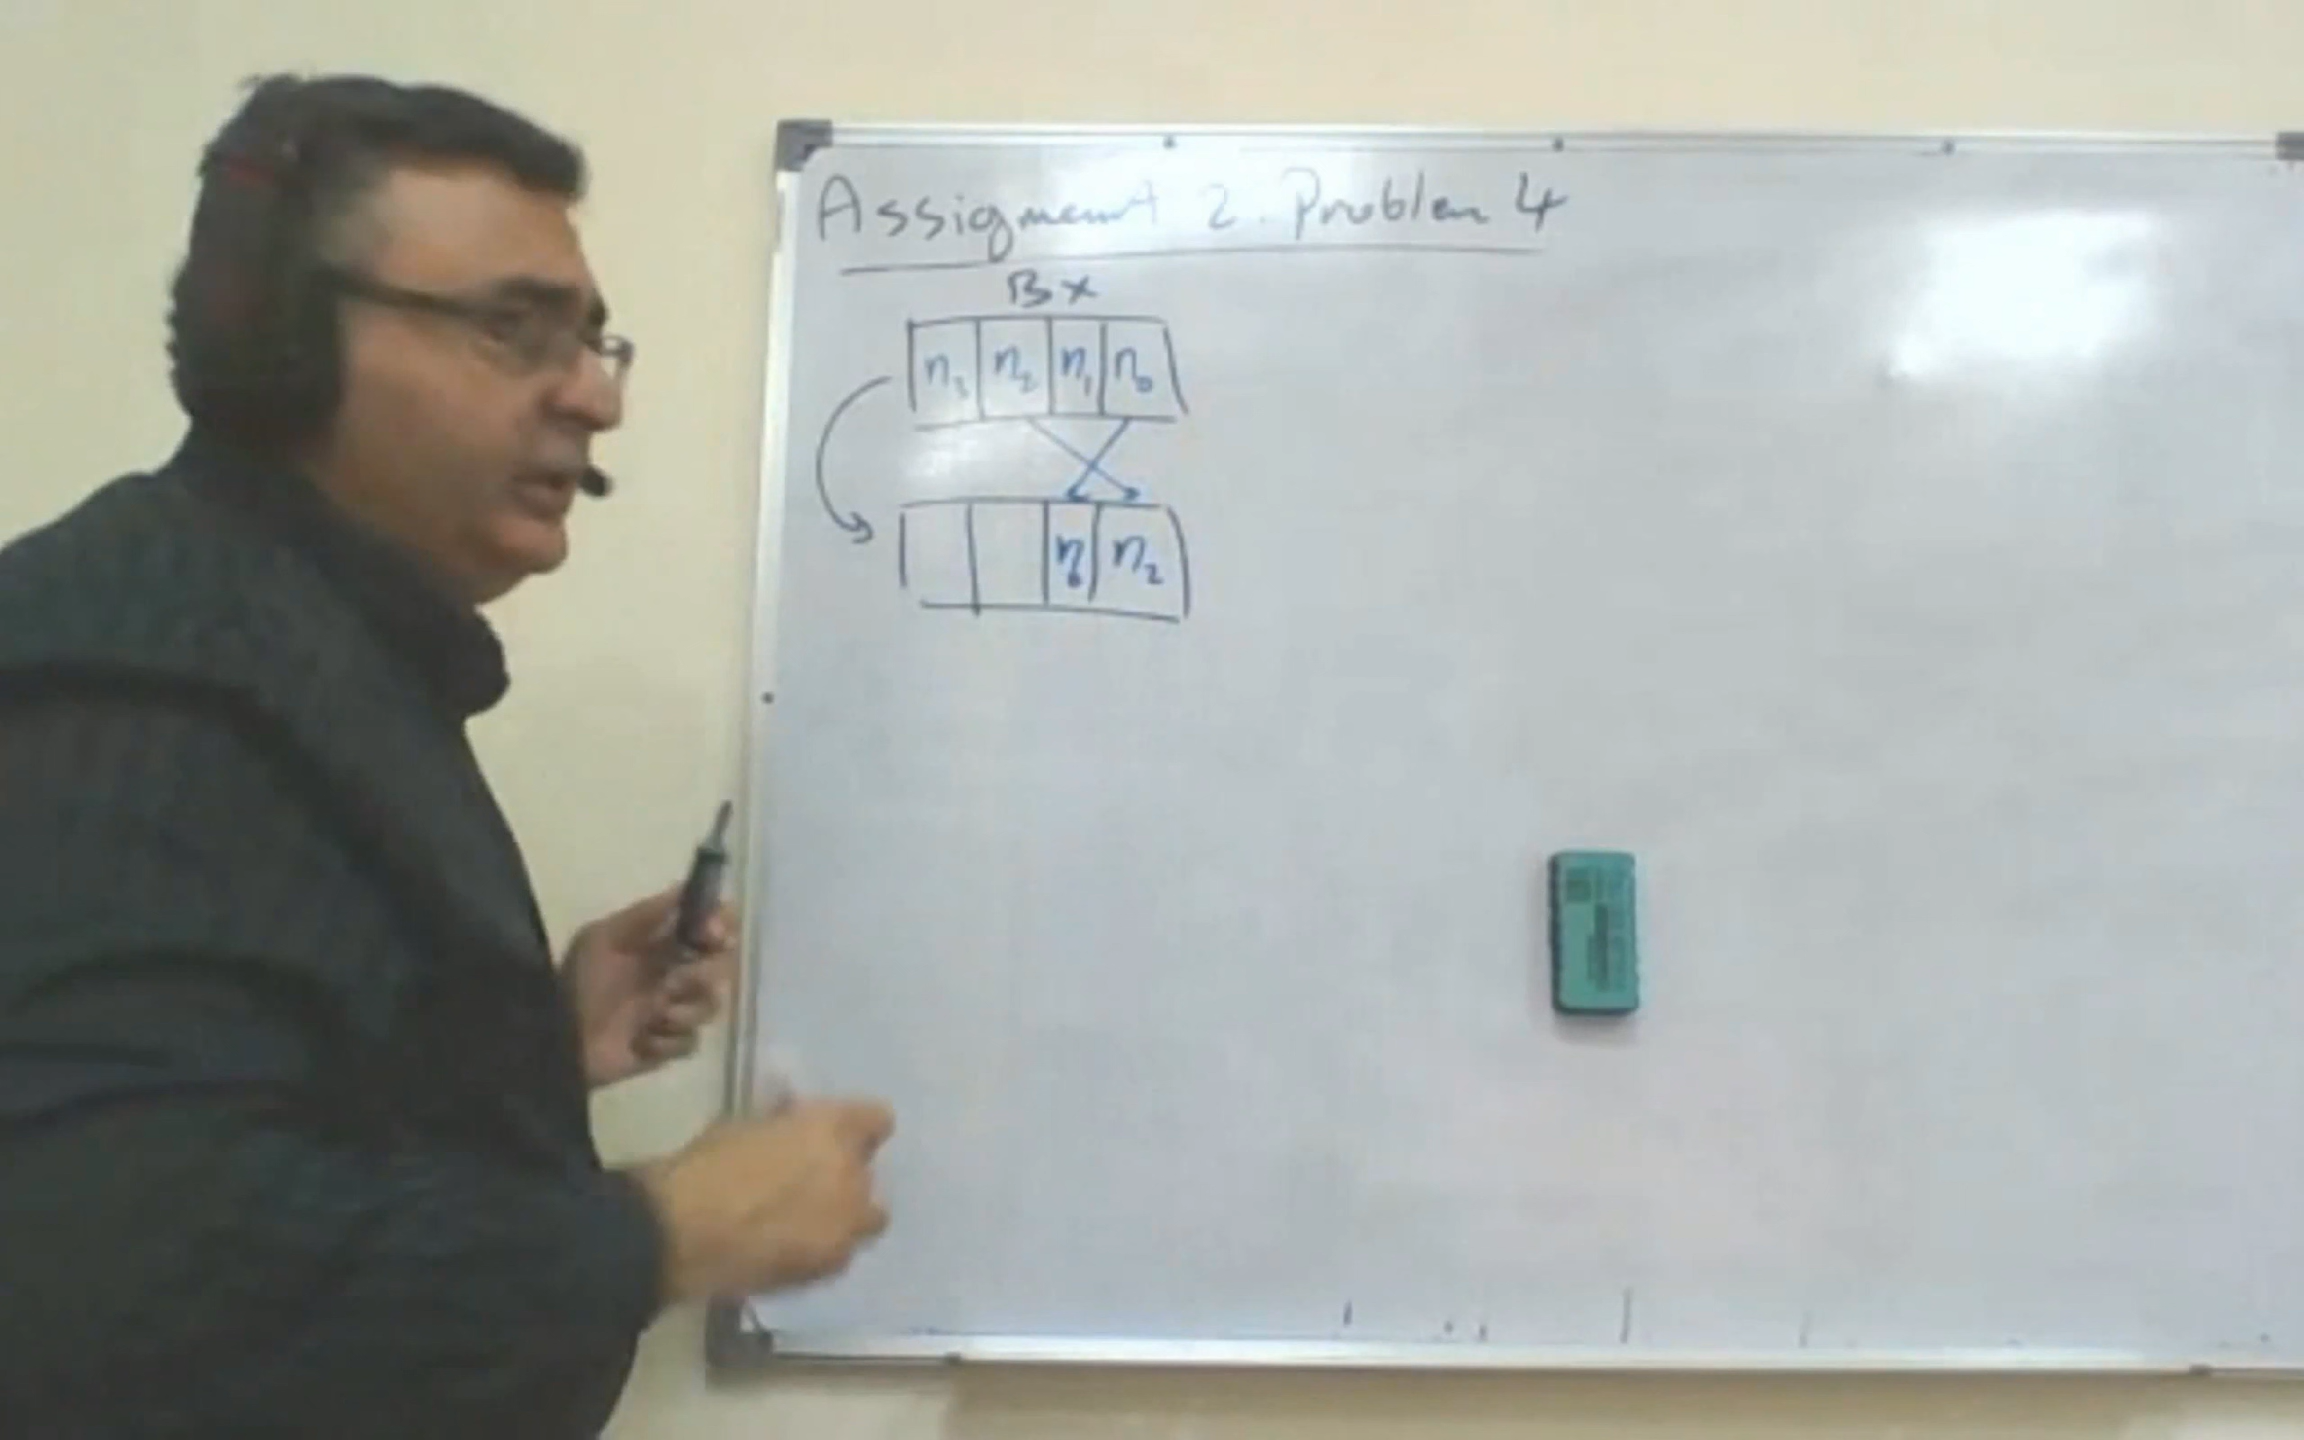 Assigment 2. Problem 4
Bx
n₃ n₂ n₁ n₀
n₀ n₂